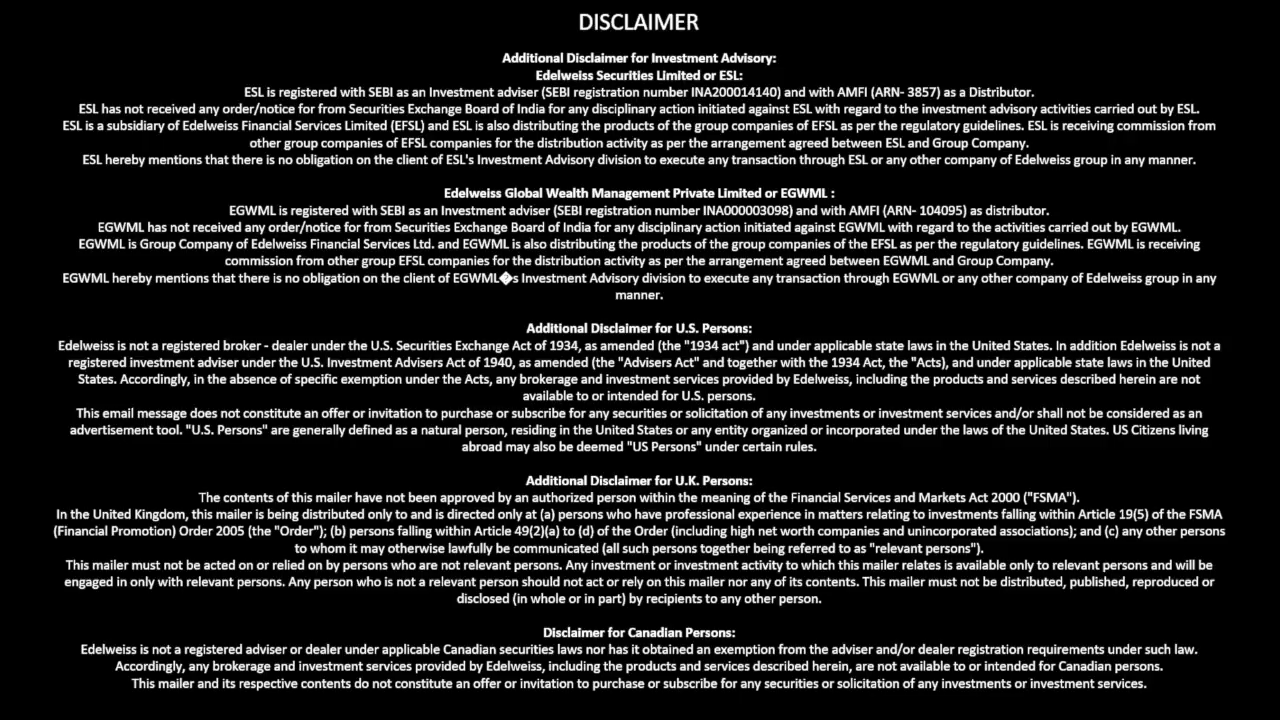 DISCLAIMER
Additional Disclaimer for Investment Advisory:
Edelweiss Securities Limited or ESL:
ESL is registered with SEBI as an Investment adviser (SEBI registration number INA200014140) and with AMFI (ARN- 3857) as a Distributor.
ESL has not received any order/notice for from Securities Exchange Board of India for any disciplinary action initiated against ESL with regard to the investment advisory activities carried out by ESL.
ESL is a subsidiary of Edelweiss Financial Services Limited (EFSL) and ESL is also distributing the products of the group companies of EFSL as per the regulatory guidelines. ESL is receiving commission from
other group companies of EFSL companies for the distribution activity as per the arrangement agreed between ESL and Group Company.
ESL hereby mentions that there is no obligation on the client of ESL's Investment Advisory division to execute any transaction through ESL or any other company of Edelweiss group in any manner.
Edelweiss Global Wealth Management Private Limited or EGWML :
EGWML is registered with SEBI as an Investment adviser (SEBI registration number INA000003098) and with AMFI (ARN- 104095) as distributor.
EGWML has not received any order/notice for from Securities Exchange Board of India for any disciplinary action initiated against EGWML with regard to the activities carried out by EGWML.
EGWML is Group Company of Edelweiss Financial Services Ltd. and EGWML is also distributing the products of the group companies of the EFSL as per the regulatory guidelines. EGWML is receiving
commission from other group EFSL companies for the distribution activity as per the arrangement agreed between EGWML and Group Company.
EGWML hereby mentions that there is no obligation on the client of EGWML�s Investment Advisory division to execute any transaction through EGWML or any other company of Edelweiss group in any
manner.
Additional Disclaimer for U.S. Persons:
Edelweiss is not a registered broker - dealer under the U.S. Securities Exchange Act of 1934, as amended (the "1934 act") and under applicable state laws in the United States. In addition Edelweiss is not a
registered investment adviser under the U.S. Investment Advisers Act of 1940, as amended (the "Advisers Act" and together with the 1934 Act, the "Acts), and under applicable state laws in the United
States. Accordingly, in the absence of specific exemption under the Acts, any brokerage and investment services provided by Edelweiss, including the products and services described herein are not
available to or intended for U.S. persons.
This email message does not constitute an offer or invitation to purchase or subscribe for any securities or solicitation of any investments or investment services and/or shall not be considered as an
advertisement tool. "U.S. Persons" are generally defined as a natural person, residing in the United States or any entity organized or incorporated under the laws of the United States. US Citizens living
abroad may also be deemed "US Persons" under certain rules.
Additional Disclaimer for U.K. Persons:
The contents of this mailer have not been approved by an authorized person within the meaning of the Financial Services and Markets Act 2000 ("FSMA").
In the United Kingdom, this mailer is being distributed only to and is directed only at (a) persons who have professional experience in matters relating to investments falling within Article 19(5) of the FSMA
(Financial Promotion) Order 2005 (the "Order"); (b) persons falling within Article 49(2)(a) to (d) of the Order (including high net worth companies and unincorporated associations); and (c) any other persons
to whom it may otherwise lawfully be communicated (all such persons together being referred to as "relevant persons").
This mailer must not be acted on or relied on by persons who are not relevant persons. Any investment or investment activity to which this mailer relates is available only to relevant persons and will be
engaged in only with relevant persons. Any person who is not a relevant person should not act or rely on this mailer nor any of its contents. This mailer must not be distributed, published, reproduced or
disclosed (in whole or in part) by recipients to any other person.
Disclaimer for Canadian Persons:
Edelweiss is not a registered adviser or dealer under applicable Canadian securities laws nor has it obtained an exemption from the adviser and/or dealer registration requirements under such law.
Accordingly, any brokerage and investment services provided by Edelweiss, including the products and services described herein, are not available to or intended for Canadian persons.
This mailer and its respective contents do not constitute an offer or invitation to purchase or subscribe for any securities or solicitation of any investments or investment services.